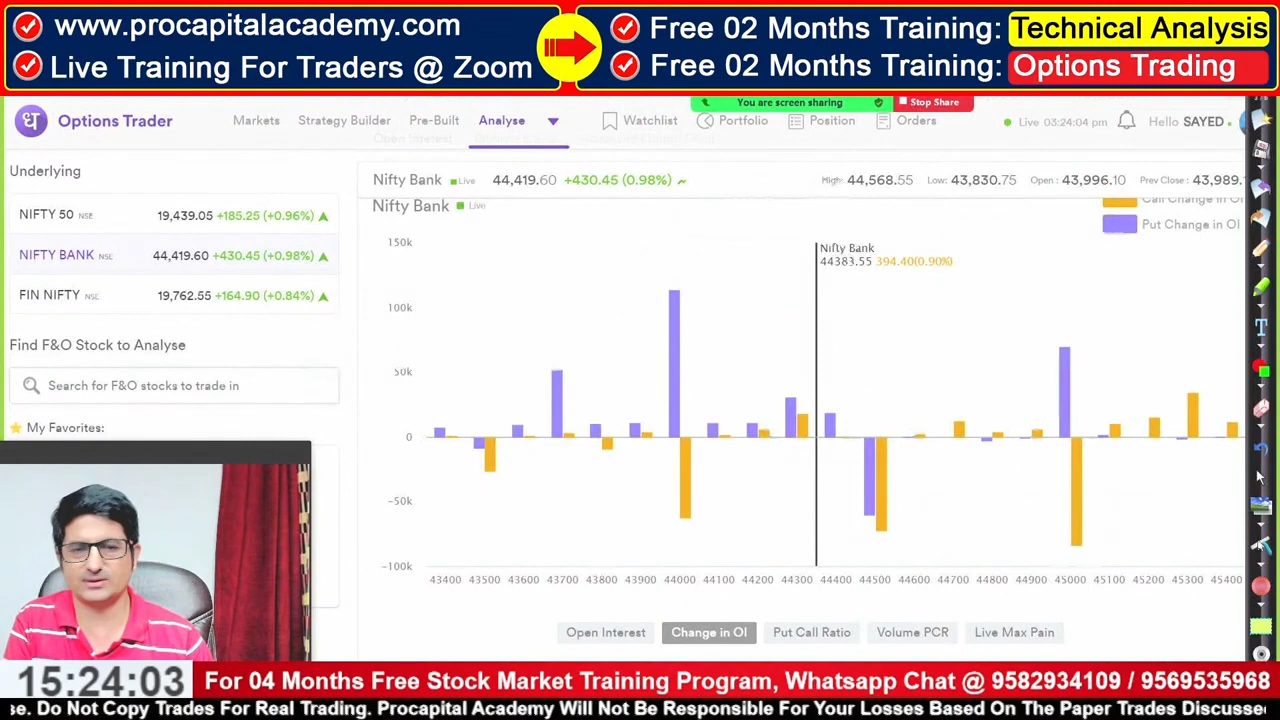 www.procapitalacademy.com
Live Training For Traders @ Zoom
Free 02 Months Training: Technical Analysis
Free 02 Months Training: Options Trading
You are screen sharing
Stop Share
ध
Options Trader
Markets
Strategy Builder
Pre-Built
Analyse
Watchlist
Portfolio
Position
Orders
Live 03:24:04 pm
Hello SAYED
Underlying
NIFTY 50 NSE 19,439.05 +185.25 (+0.96%)
NIFTY BANK NSE 44,419.60 +430.45 (+0.98%)
FIN NIFTY NSE 19,762.55 +164.90 (+0.84%)
Find F&O Stock to Analyse
Search for F&O stocks to trade in
My Favorites:
Nifty Bank Live 44,419.60 +430.45 (0.98%)
High: 44,568.55 Low: 43,830.75 Open : 43,996.10 Prev Close : 43,989.
Nifty Bank Live
Call Change in OI
Put Change in OI
Nifty Bank
44383.55 394.40(0.90%)
150k
100k
50k
0
-50k
-100k
43400 43500 43600 43700 43800 43900 44000 44100 44200 44300 44400 44500 44600 44700 44800 44900 45000 45100 45200 45300 45400
Open Interest
Change in OI
Put Call Ratio
Volume PCR
Live Max Pain
15:24:03
For 04 Months Free Stock Market Training Program, Whatsapp Chat @ 9582934109 / 9569535968
se. Do Not Copy Trades For Real Trading. Procapital Academy Will Not Be Responsible For Your Losses Based On The Paper Trades Discusse